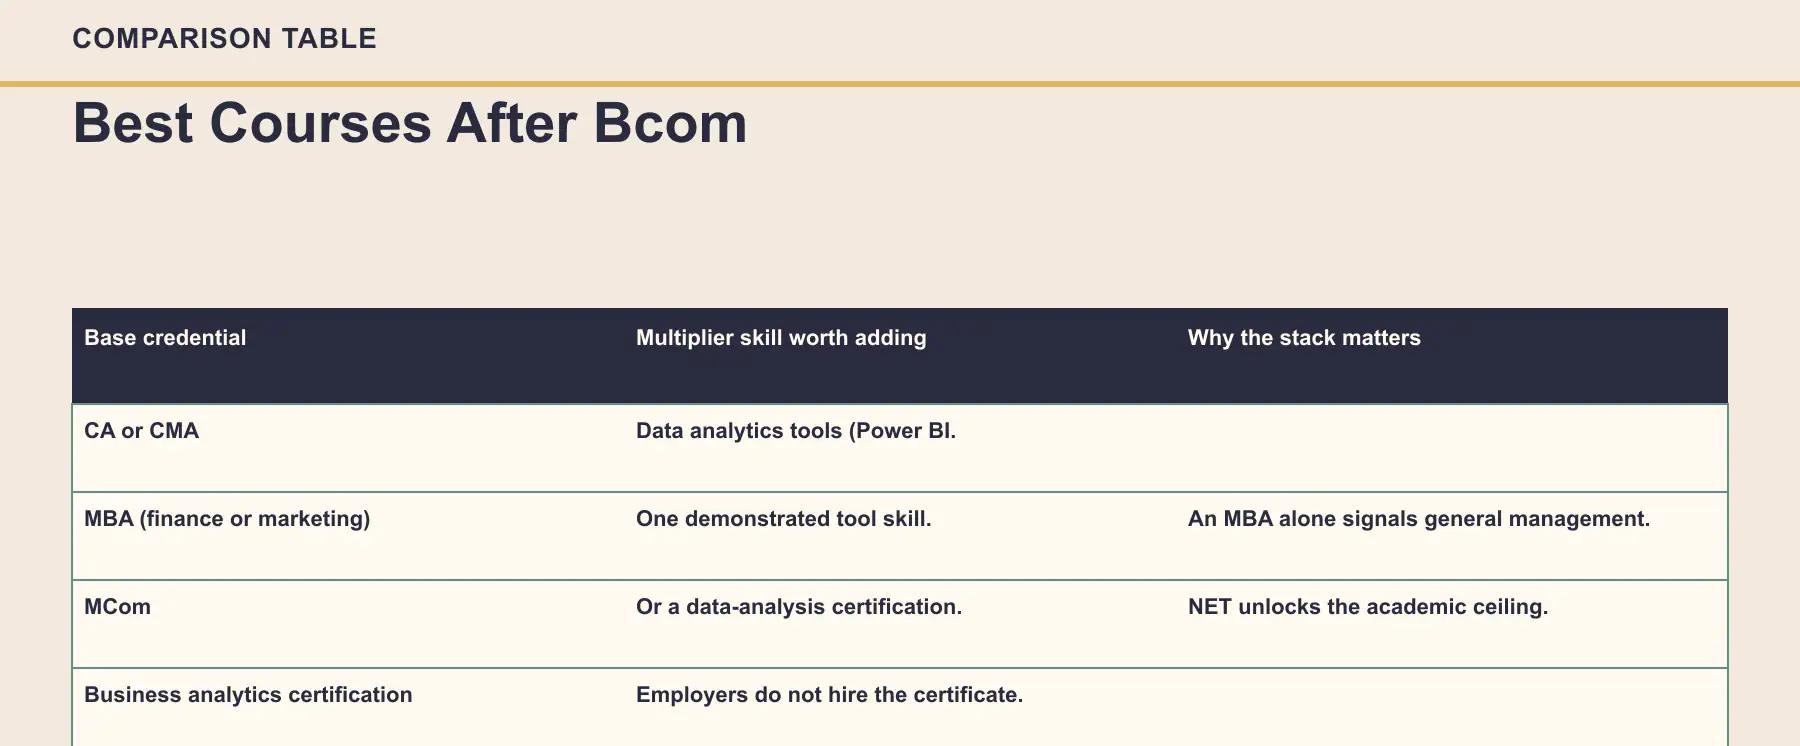 COMPARISON TABLE
Best Courses After Bcom
Base credential Multiplier skill worth adding Why the stack matters
CA or CMA Data analytics tools (Power BI.
MBA (finance or marketing) One demonstrated tool skill. An MBA alone signals general management.
MCom Or a data-analysis certification. NET unlocks the academic ceiling.
Business analytics certification Employers do not hire the certificate.